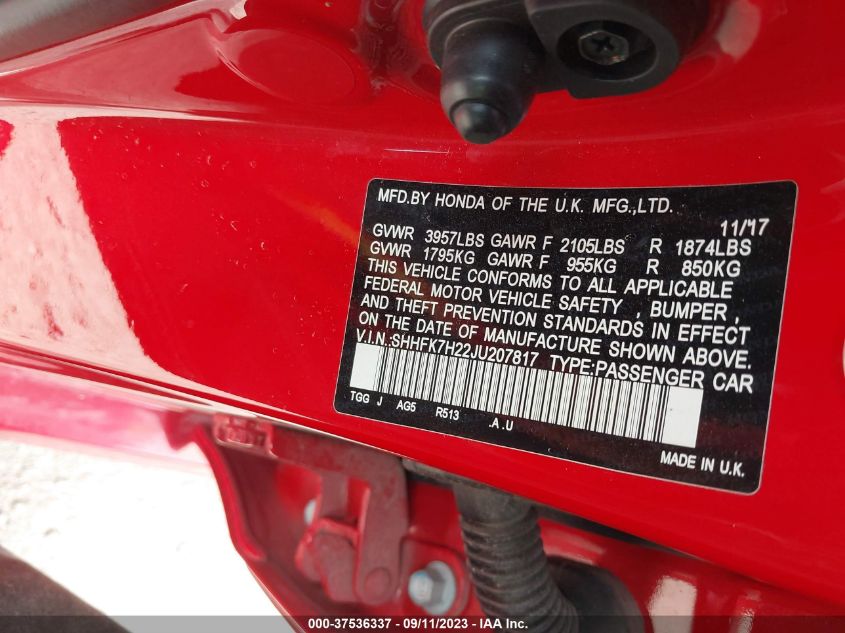 MFD.BY HONDA OF THE U.K. MFG.,LTD.
11/17
GVWR 3957LBS GAWR F 2105LBS R 1874LBS
GVWR 1795KG GAWR F 955KG R 850KG
THIS VEHICLE CONFORMS TO ALL APPLICABLE
FEDERAL MOTOR VEHICLE SAFETY , BUMPER ,
AND THEFT PREVENTION STANDARDS IN EFFECT
ON THE DATE OF MANUFACTURE SHOWN ABOVE.
V.I.N.:SHHFK7H22JU207817 TYPE:PASSENGER CAR
TGG J AG5 R513 .A .U
MADE IN U.K.
000-37536337 - 09/11/2023 - IAA Inc.